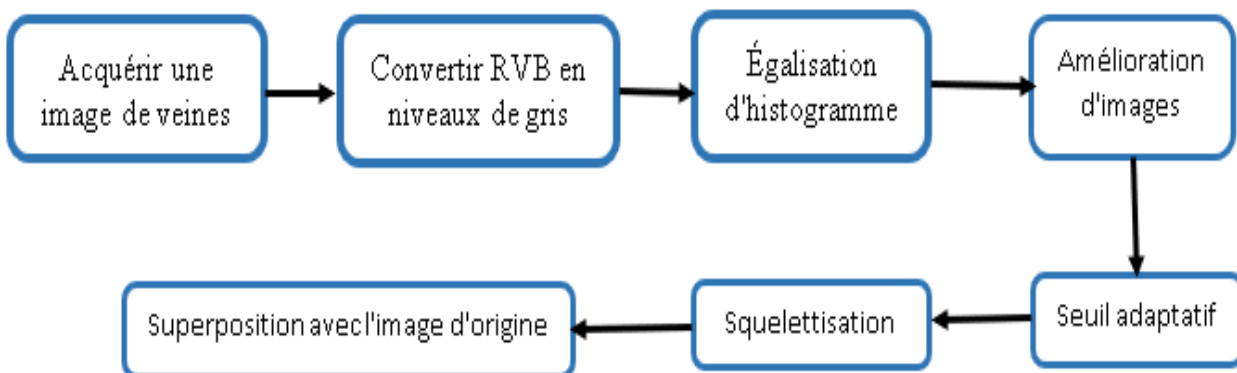 Acquérir une
image de veines
Convertir RVB en
niveaux de gris
Égalisation
d'histogramme
Amélioration
d'images
Seuil adaptatif
Squelettisation
Superposition avec l'image d'origine